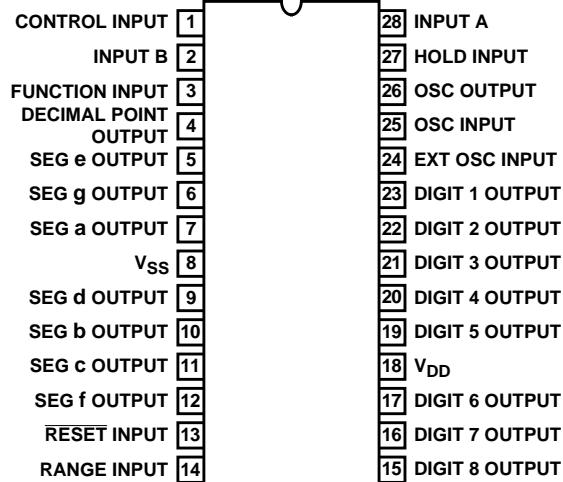 CONTROL INPUT 1
INPUT B 2
FUNCTION INPUT 3
DECIMAL POINT
OUTPUT 4
SEG e OUTPUT 5
SEG g OUTPUT 6
SEG a OUTPUT 7
VSS 8
SEG d OUTPUT 9
SEG b OUTPUT 10
SEG c OUTPUT 11
SEG f OUTPUT 12
RESET INPUT 13
RANGE INPUT 14
28 INPUT A
27 HOLD INPUT
26 OSC OUTPUT
25 OSC INPUT
24 EXT OSC INPUT
23 DIGIT 1 OUTPUT
22 DIGIT 2 OUTPUT
21 DIGIT 3 OUTPUT
20 DIGIT 4 OUTPUT
19 DIGIT 5 OUTPUT
18 VDD
17 DIGIT 6 OUTPUT
16 DIGIT 7 OUTPUT
15 DIGIT 8 OUTPUT